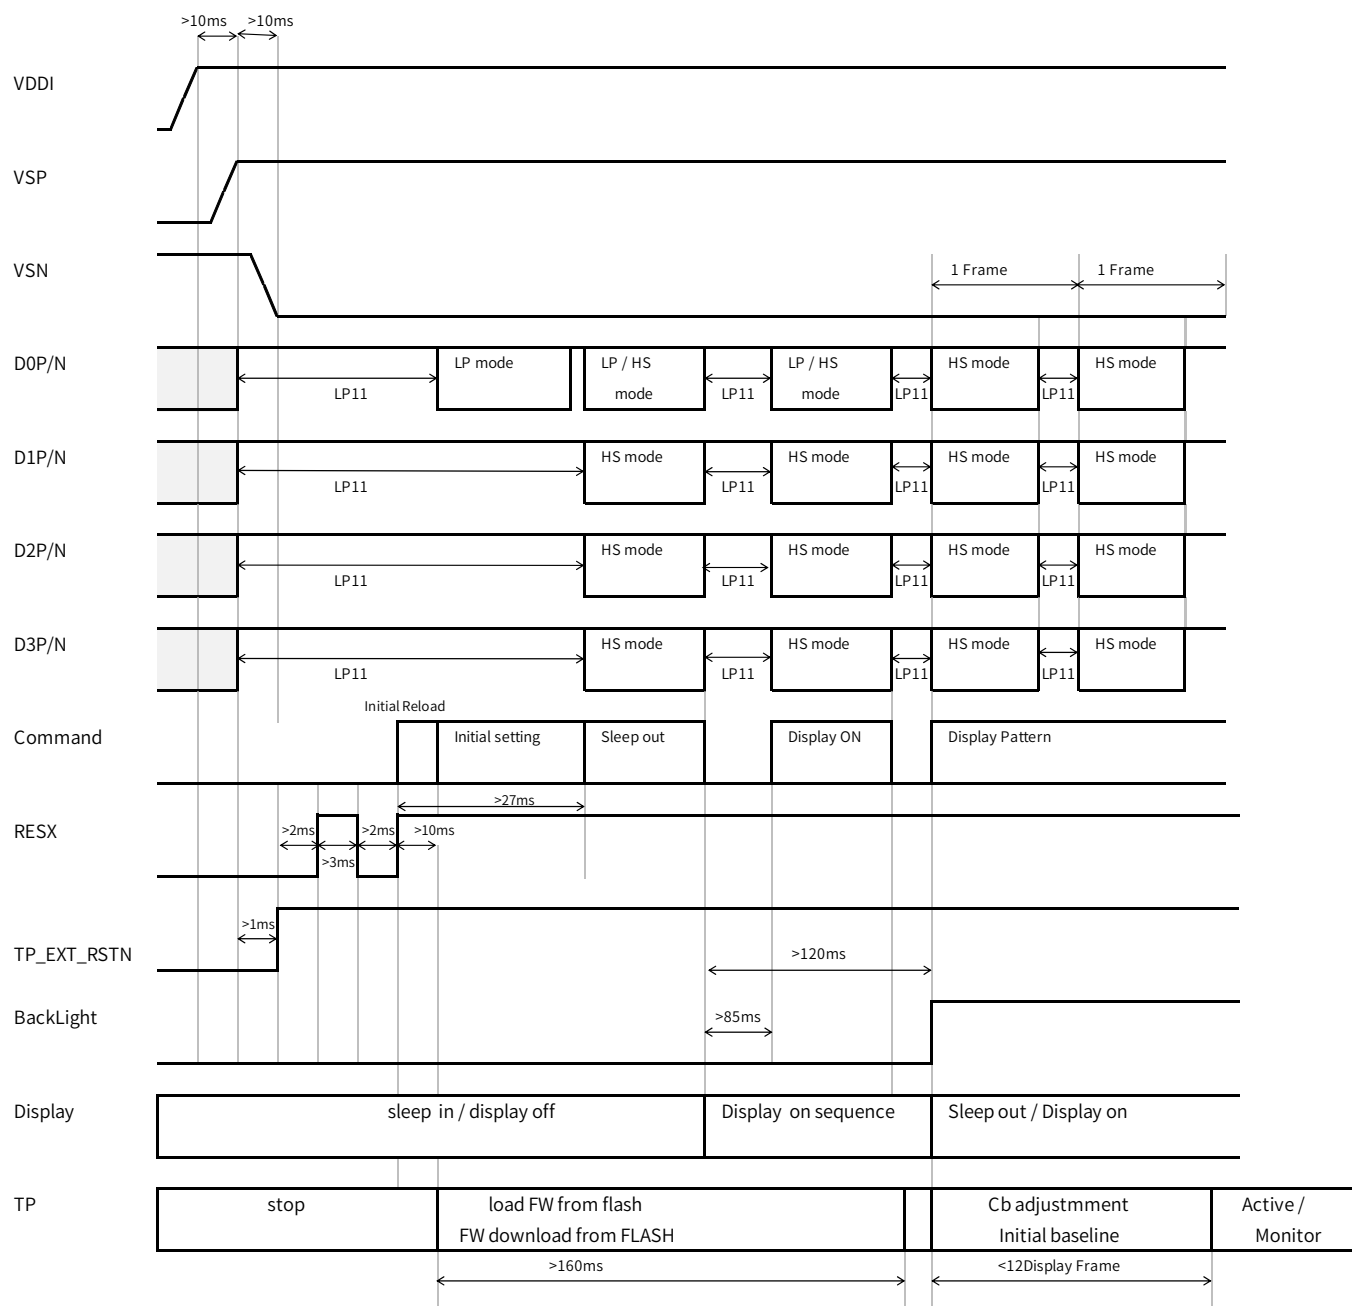 >10ms >10ms
VDDI
VSP
VSN
1 Frame 1 Frame
D0P/N
LP mode LP / HS LP / HS HS mode HS mode
LP11 mode LP11 mode LP11 LP11
D1P/N
HS mode HS mode HS mode HS mode
LP11 LP11 LP11 LP11
D2P/N
HS mode HS mode HS mode HS mode
LP11 LP11 LP11 LP11
D3P/N
HS mode HS mode HS mode HS mode
LP11 LP11 LP11 LP11
Initial Reload
Command Initial setting Sleep out Display ON Display Pattern
>27ms
RESX >2ms >2ms >10ms
>3ms
>1ms
TP_EXT_RSTN >120ms
BackLight >85ms
Display sleep in / display off Display on sequence Sleep out / Display on
TP stop load FW from flash Cb adjustmment Active /
FW download from FLASH Initial baseline Monitor
>160ms <12Display Frame